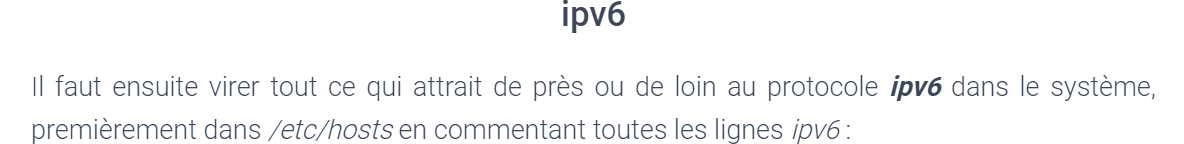 ipv6
Il faut ensuite virer tout ce qui attrait de près ou de loin au protocole ipv6 dans le système,
premièrement dans /etc/hosts en commentant toutes les lignes ipv6 :